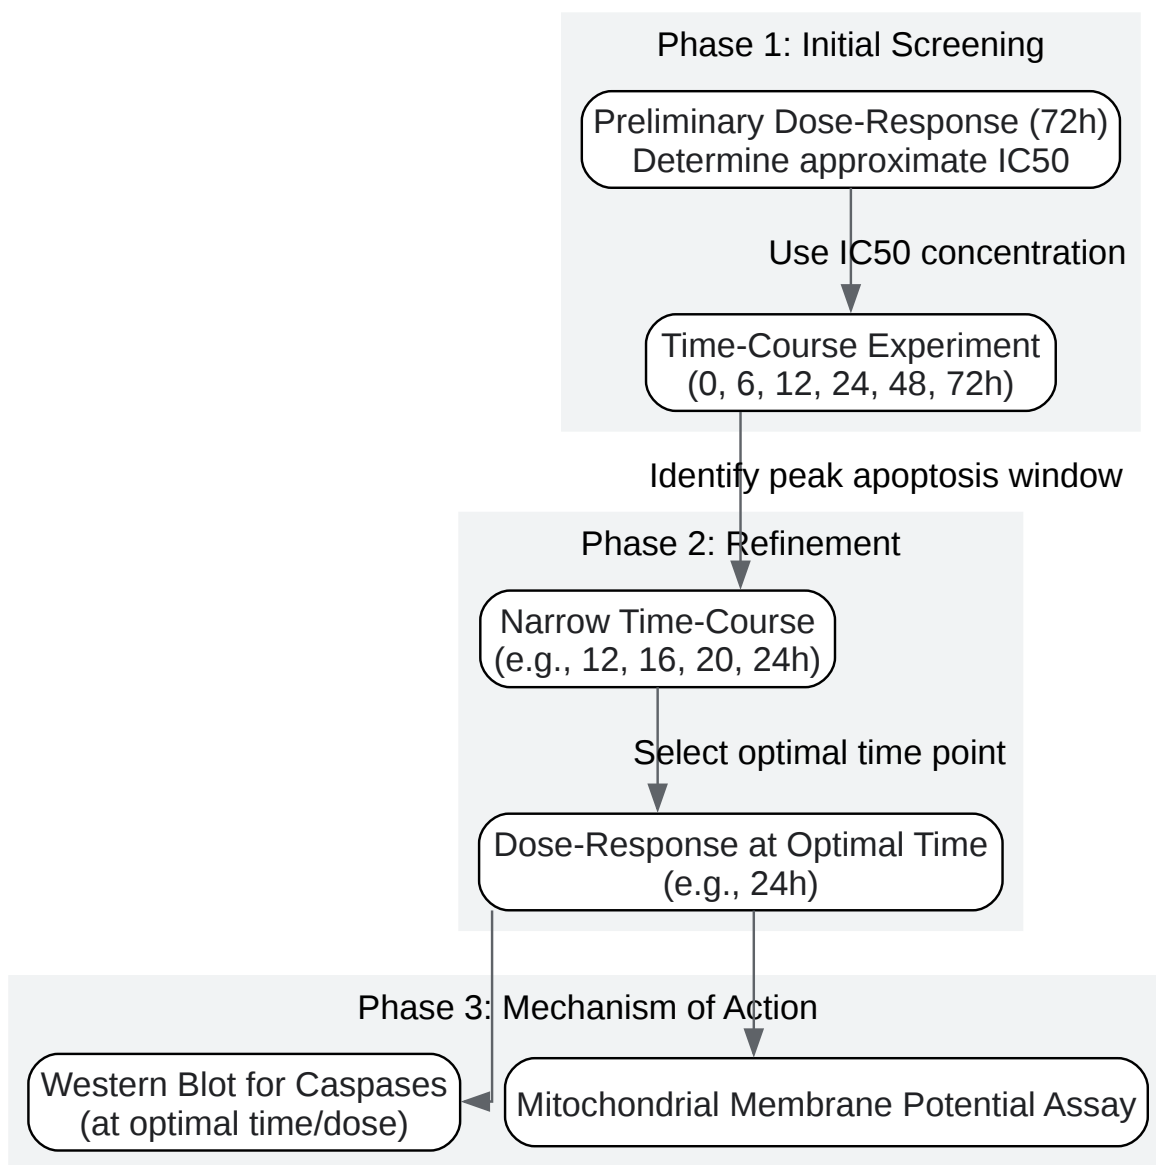 Phase 1: Initial Screening
Preliminary Dose-Response (72h)
Determine approximate IC50
Use IC50 concentration
Time-Course Experiment
(0, 6, 12, 24, 48, 72h)
Identify peak apoptosis window
Phase 2: Refinement
Narrow Time-Course
(e.g., 12, 16, 20, 24h)
Select optimal time point
Dose-Response at Optimal Time
(e.g., 24h)
Phase 3: Mechanism of Action
Western Blot for Caspases
(at optimal time/dose)
Mitochondrial Membrane Potential Assay